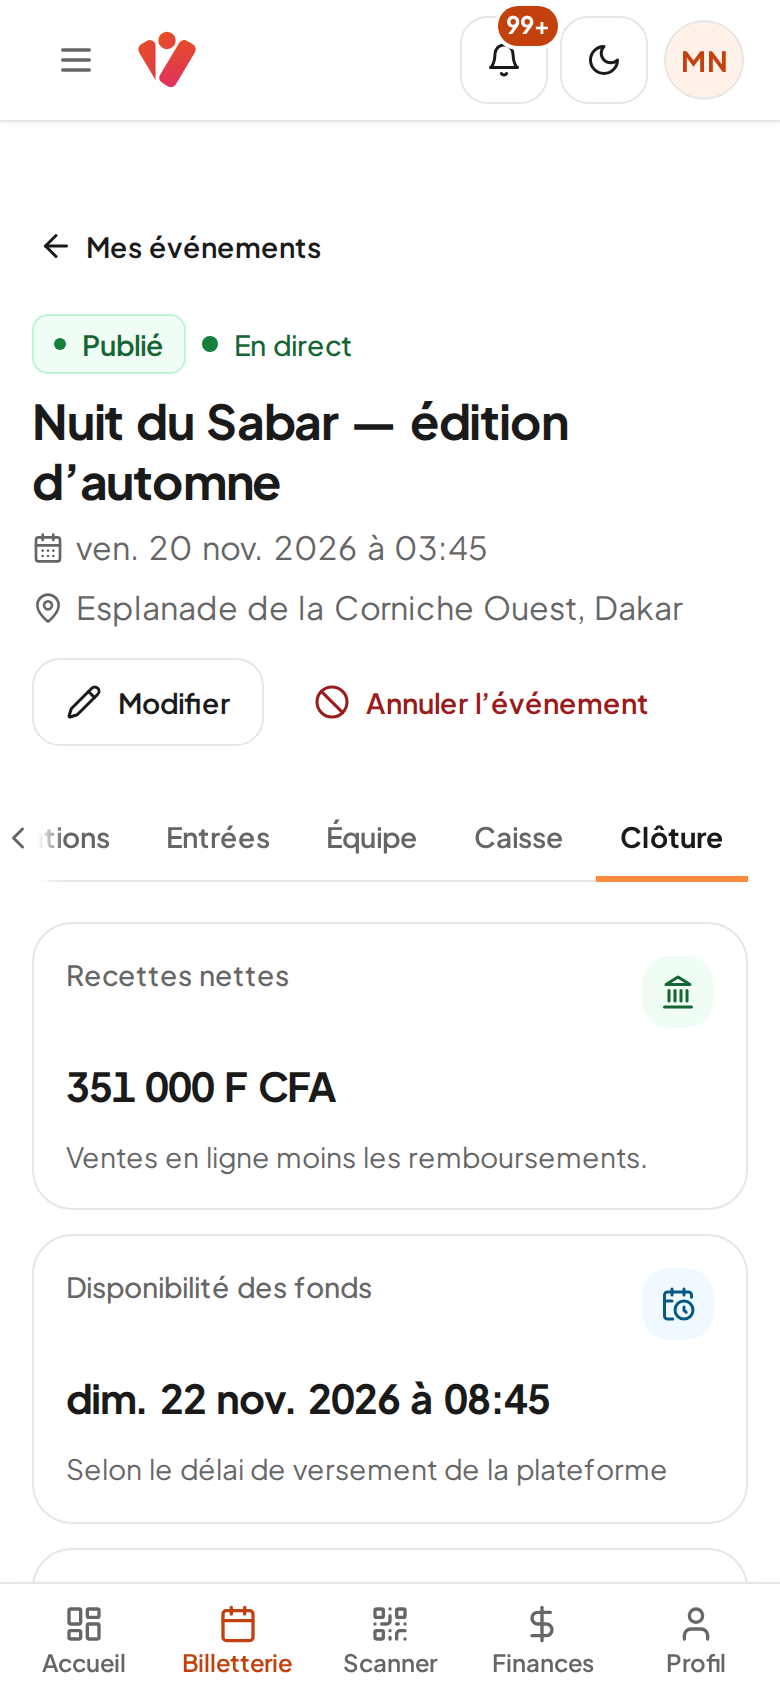 99+
MN
Mes événements
Publié
En direct
Nuit du Sabar — édition
d’automne
ven. 20 nov. 2026 à 03:45
Esplanade de la Corniche Ouest, Dakar
Modifier
Annuler l’événement
tions
Entrées
Équipe
Caisse
Clôture
Recettes nettes
351 000 F CFA
Ventes en ligne moins les remboursements.
Disponibilité des fonds
dim. 22 nov. 2026 à 08:45
Selon le délai de versement de la plateforme
Accueil
Billetterie
Scanner
Finances
Profil